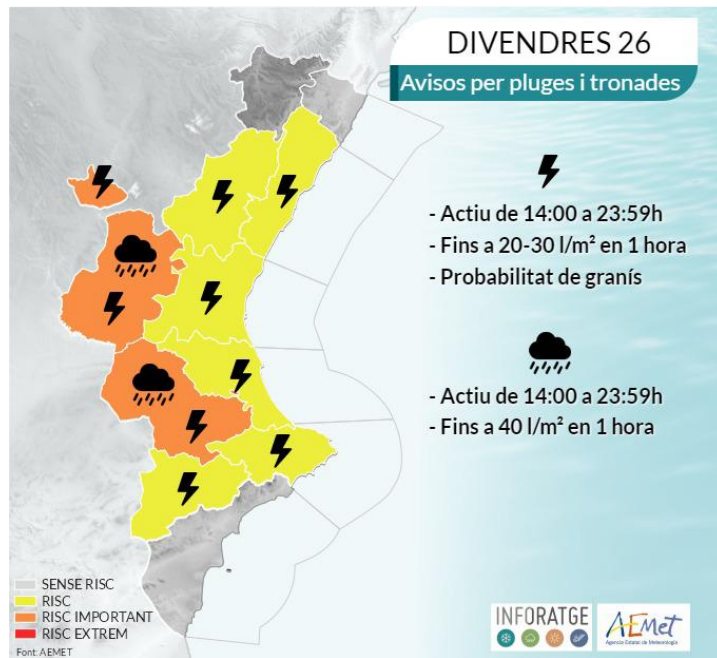 DIVENDRES 26
Avisos per pluges i tronades
- Actiu de 14:00 a 23:59h
- Fins a 20-30 l/m² en 1 hora
- Probabilitat de granís
- Actiu de 14:00 a 23:59h
- Fins a 40 l/m² en 1 hora
SENSE RISC
RISC
RISC IMPORTANT
RISC EXTREM
Font: AEMET
INFORATGE
AEMet
Agencia Estatal de Meteorología